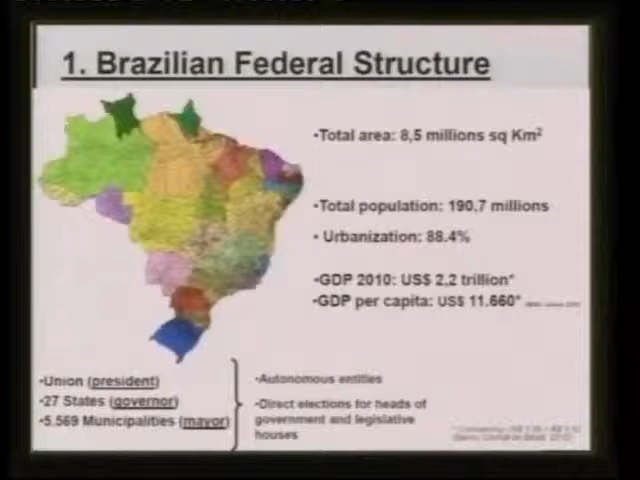 1. Brazilian Federal Structure
•Total area: 8,5 millions sq Km²
•Total population: 190,7 millions
• Urbanization: 88.4%
•GDP 2010: US$ 2,2 trillion*
•GDP per capita: US$ 11.660*
•Union (president)
•27 States (governor)
•5.569 Municipalities (mayor)
•Autonomous entities
•Direct elections for heads of
government and legislative
houses